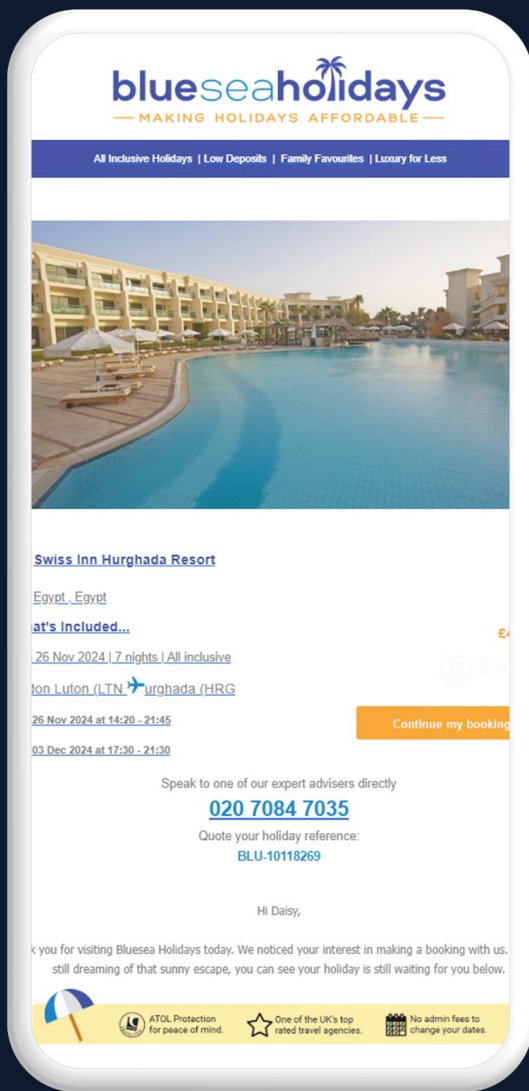 blueseaholidays
MAKING HOLIDAYS AFFORDABLE
All Inclusive Holidays | Low Deposits | Family Favourites | Luxury for Less
Swiss Inn Hurghada Resort
Egypt , Egypt
at's Included...
26 Nov 2024 | 7 nights | All inclusive
£4
don Luton (LTN urghada (HRG
26 Nov 2024 at 14:20 - 21:45
Continue my booking
03 Dec 2024 at 17:30 - 21:30
Speak to one of our expert advisers directly
020 7084 7035
Quote your holiday reference:
BLU-10118269
Hi Daisy,
k you for visiting Bluesea Holidays today. We noticed your interest in making a booking with us.
still dreaming of that sunny escape, you can see your holiday is still waiting for you below.
ATOL Protection
for peace of mind.
One of the UK's top
rated travel agencies.
No admin fees to
change your dates.